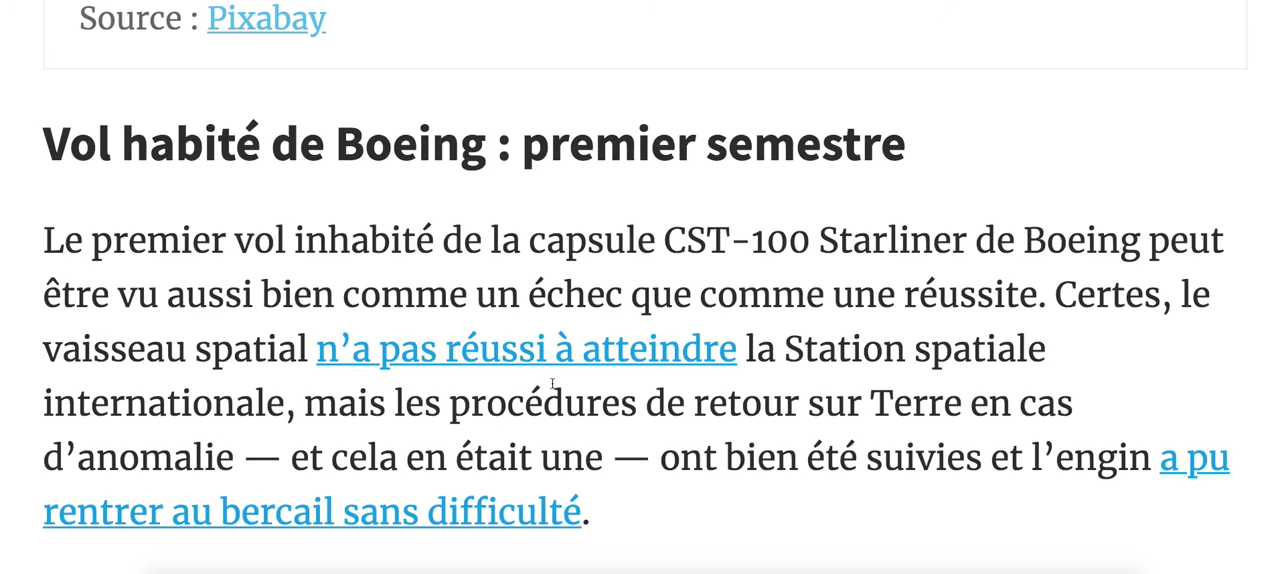 Source : Pixabay
Vol habité de Boeing : premier semestre
Le premier vol inhabité de la capsule CST-100 Starliner de Boeing peut
être vu aussi bien comme un échec que comme une réussite. Certes, le
vaisseau spatial n’a pas réussi à atteindre la Station spatiale
internationale, mais les procédures de retour sur Terre en cas
d’anomalie — et cela en était une — ont bien été suivies et l’engin a pu
rentrer au bercail sans difficulté.